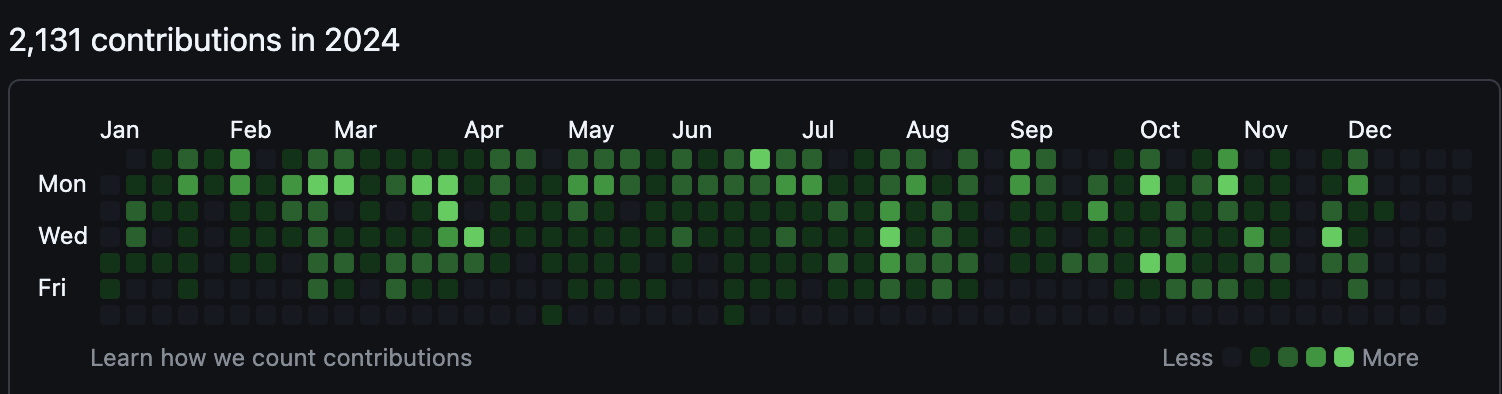 2,131 contributions in 2024
Jan Feb Mar Apr May Jun Jul Aug Sep Oct Nov Dec
Mon
Wed
Fri
Learn how we count contributions
Less More